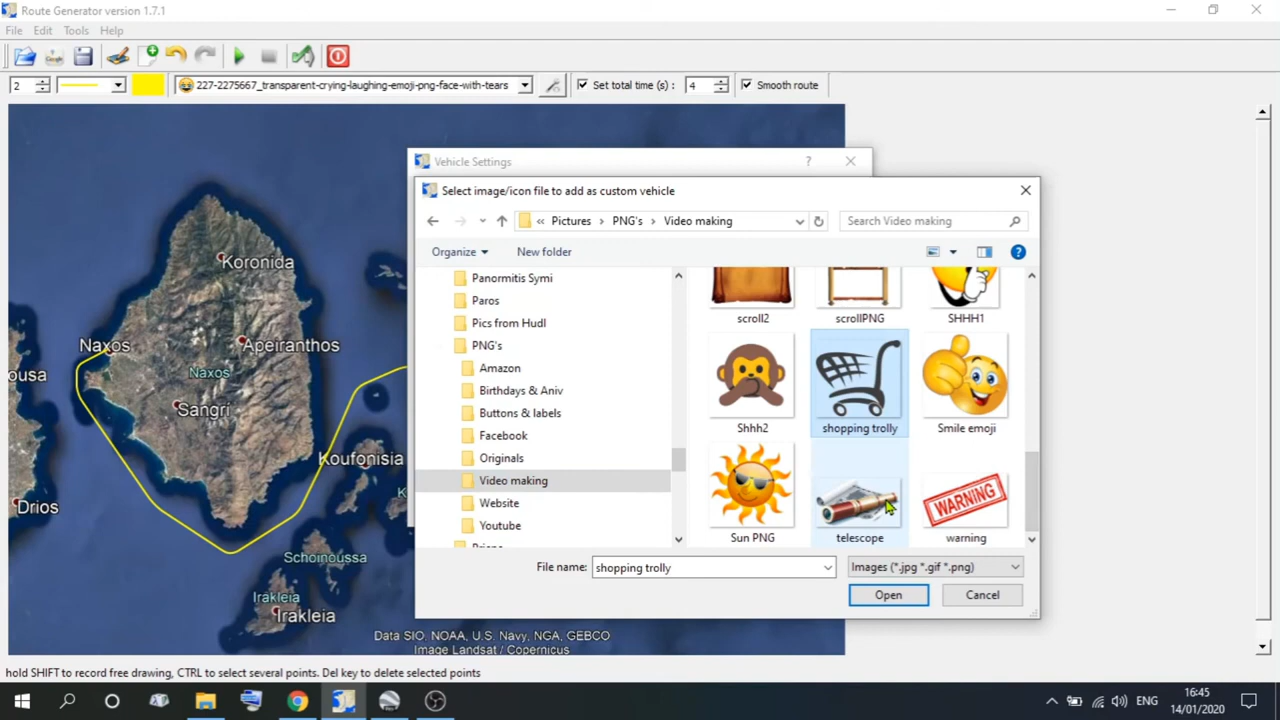 Route Generator version 1.7.1
File Edit Tools Help
2
227-2275667_transparent-crying-laughing-emoji-png-face-with-tears
Set total time (s) : 4
Smooth route
Koronida
Naxos
Apeiranthos
ousa
Naxos
Sangri
Koufonisia
Drios
Schoinoussa
Irakleia
Irakleia
Data SIO, NOAA, U.S. Navy, NGA, GEBCO
Image Landsat / Copernicus
Vehicle Settings
Select image/icon file to add as custom vehicle
« Pictures > PNG's > Video making
Search Video making
Organize
New folder
Panormitis Symi
Paros
Pics from Hudl
PNG's
Amazon
Birthdays & Aniv
Buttons & labels
Facebook
Originals
Video making
Website
Youtube
scroll2
scrollPNG
SHHH1
Shhh2
shopping trolly
Smile emoji
Sun PNG
telescope
WARNING
warning
File name: shopping trolly
Images (*.jpg *.gif *.png)
Open
Cancel
hold SHIFT to record free drawing, CTRL to select several points. Del key to delete selected points
ENG
16:45
14/01/2020